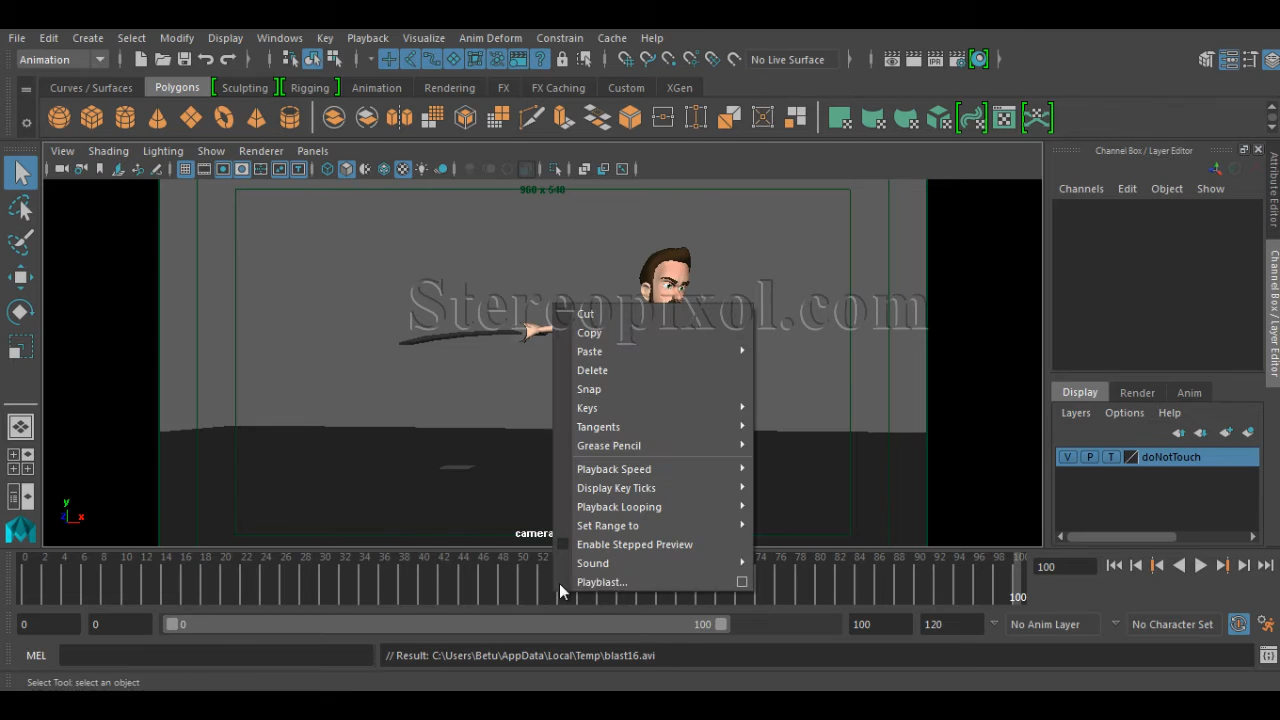 File Edit Create Select Modify Display Windows Key Playback Visualize Anim Deform Constrain Cache Help
Animation No Live Surface
Curves / Surfaces Polygons Sculpting Rigging Animation Rendering FX FX Caching Custom XGen
View Shading Lighting Show Renderer Panels
Channel Box / Layer Editor
Channels Edit Object Show
960 x 540
Stereopixol.com
Cut
Copy
Paste
Delete
Snap
Keys
Tangents
Grease Pencil
Playback Speed
Display Key Ticks
Playback Looping
Set Range to
Enable Stepped Preview
Sound
Playblast...
Attribute Editor
Channel Box / Layer Editor
Display Render Anim
Layers Options Help
V P T doNotTouch
y
z x
camera
0 2 4 6 8 10 12 14 16 18 20 22 24 26 28 30 32 34 36 38 40 42 44 46 48 50 52 74 76 78 80 82 84 86 88 90 92 94 96 98 100
100
100
0 0 0 100 100 120 No Anim Layer No Character Set
MEL // Result: C:\Users\Betu\AppData\Local\Temp\blast16.avi
Select Tool: select an object